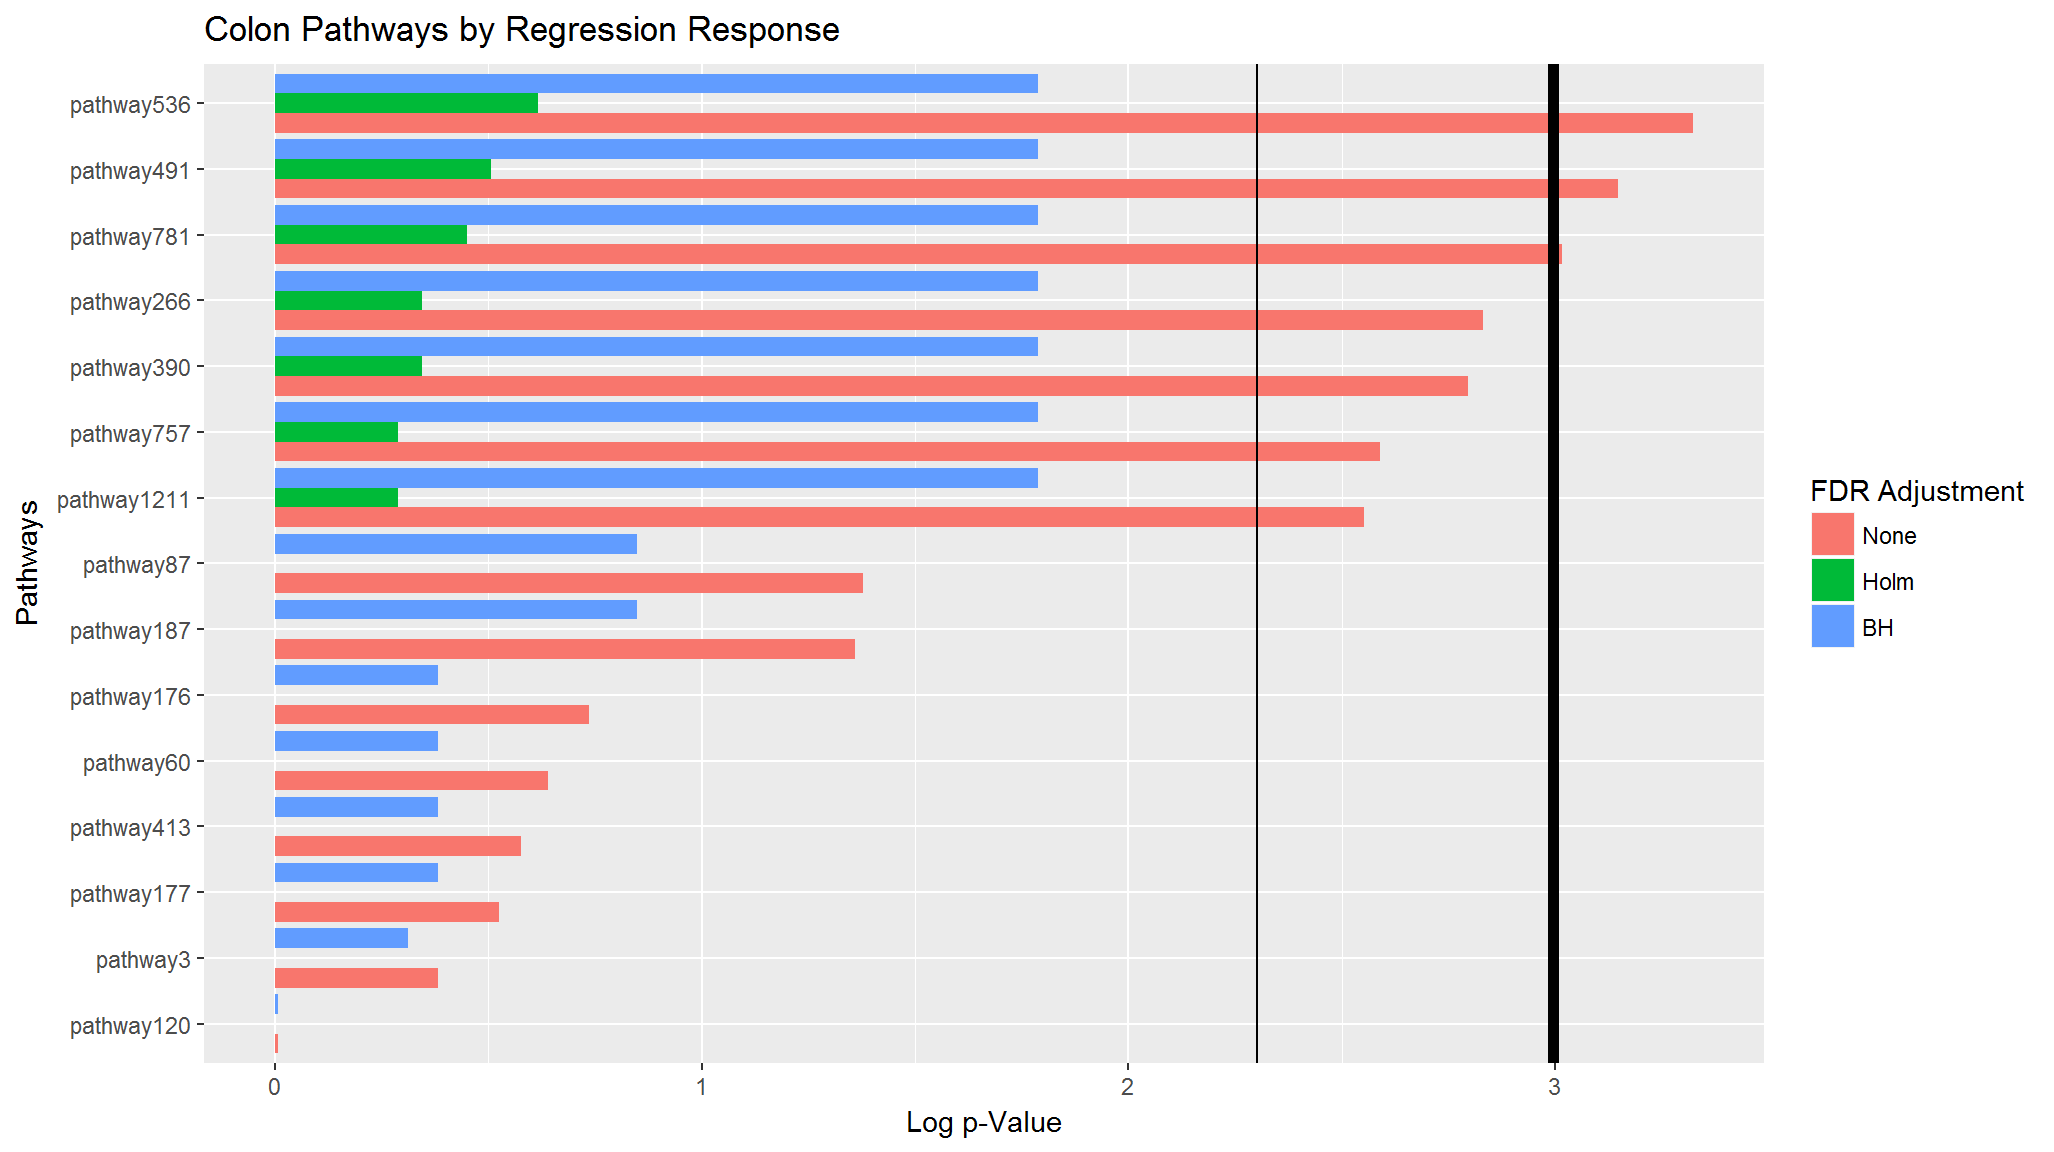 Colon Pathways by Regression Response
Pathways
pathway536
pathway491
pathway781
pathway266
pathway390
pathway757
pathway1211
pathway87
pathway187
pathway176
pathway60
pathway413
pathway177
pathway3
pathway120
0 1 2 3
Log p-Value
FDR Adjustment
None
Holm
BH